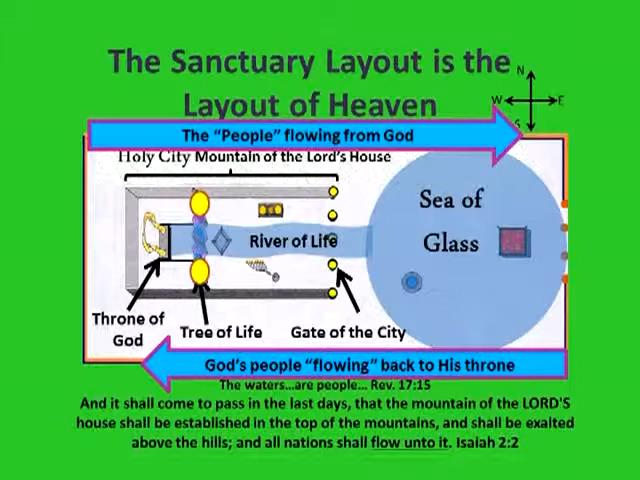 The Sanctuary Layout is the
Layout of Heaven
N
W E
S
The “People” flowing from God
Holy City Mountain of the Lord’s House
Sea of
Glass
River of Life
Throne of
God
Tree of Life
Gate of the City
God’s people “flowing” back to His throne
The waters...are people... Rev. 17:15
And it shall come to pass in the last days, that the mountain of the LORD'S
house shall be established in the top of the mountains, and shall be exalted
above the hills; and all nations shall flow unto it. Isaiah 2:2